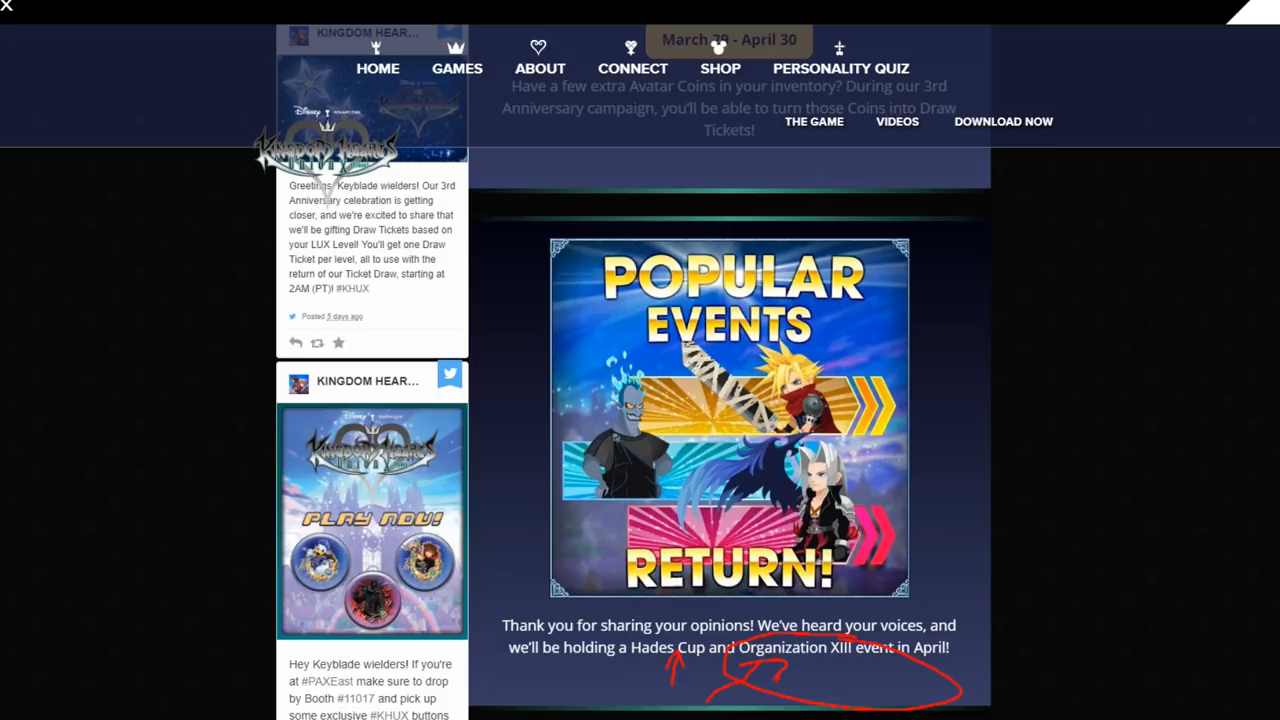 X
KINGDOM HEAR...
March 29 - April 30
HOME GAMES ABOUT CONNECT SHOP PERSONALITY QUIZ
Have a few extra Avatar Coins in your inventory? During our 3rd
Anniversary campaign, you'll be able to turn those Coins into Draw
Tickets!
THE GAME VIDEOS DOWNLOAD NOW
Disney
KINGDOM HEARTS
Greetings, Keyblade wielders! Our 3rd
Anniversary celebration is getting
closer, and we're excited to share that
we'll be gifting Draw Tickets based on
your LUX Level! You'll get one Draw
Ticket per level, all to use with the
return of our Ticket Draw, starting at
2AM (PT)! #KHUX
Posted 5 days ago
POPULAR
EVENTS
RETURN!
Thank you for sharing your opinions! We've heard your voices, and
we'll be holding a Hades Cup and Organization XIII event in April!
KINGDOM HEAR...
Disney
KINGDOM HEARTS
PLAY NOW!
Hey Keyblade wielders! If you're
at #PAXEast make sure to drop
by Booth #11017 and pick up
some exclusive #KHUX buttons